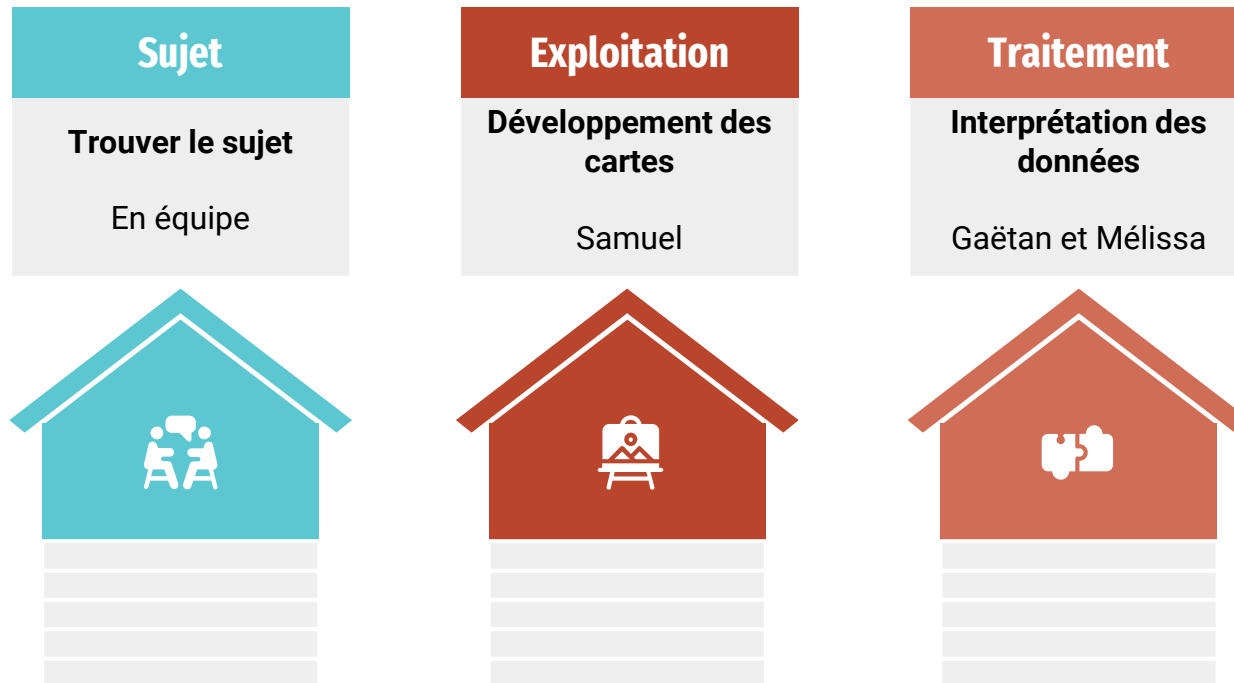 Sujet
Trouver le sujet
En équipe
Exploitation
Développement des
cartes
Samuel
Traitement
Interprétation des
données
Gaëtan et Mélissa